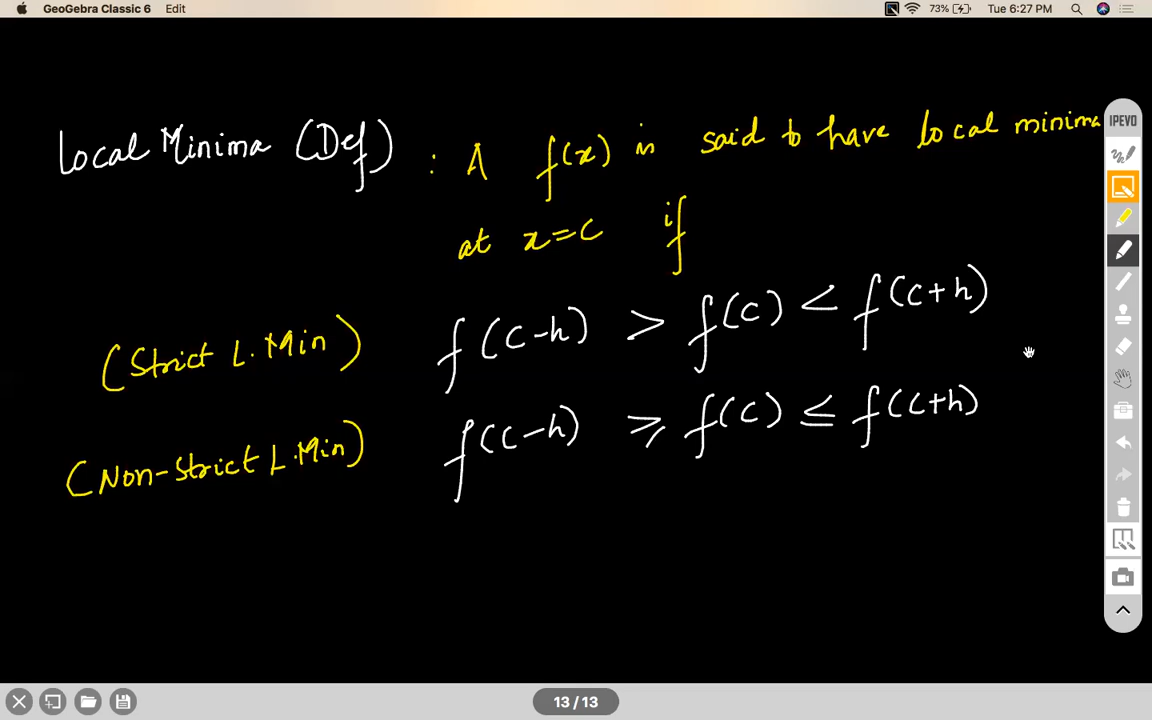 GeoGebra Classic 6 Edit 73% Tue 6:27 PM
Local Minima (Def) : A f(x) is said to have local minima
IPEVO
at x=c if
(Strict L.Min) f(c-h) > f(c) < f(c+h)
(Non-Strict L.Min) f(c-h) ≥ f(c) ≤ f(c+h)
13 / 13